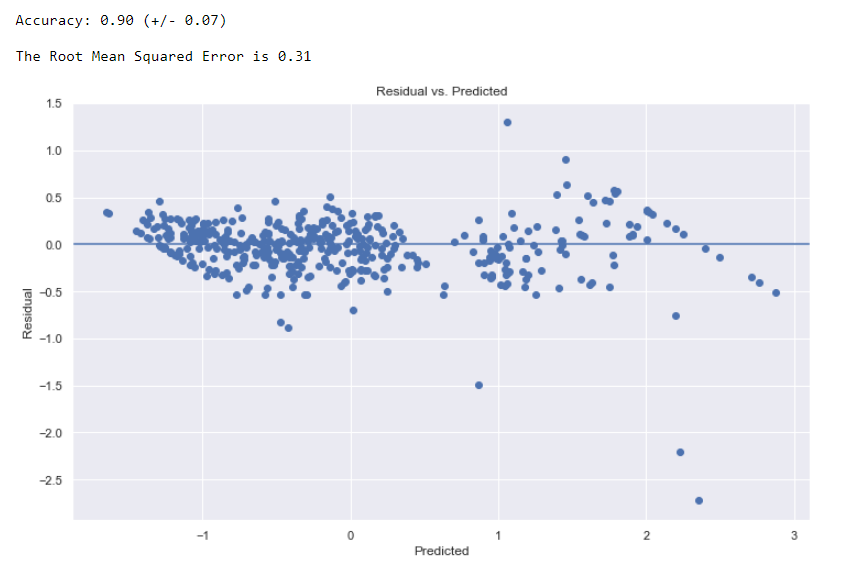 Accuracy: 0.90 (+/- 0.07)
The Root Mean Squared Error is 0.31
Residual vs. Predicted
1.5
1.0
0.5
0.0
−0.5
−1.0
−1.5
−2.0
−2.5
Residual
−1
0
1
2
3
Predicted